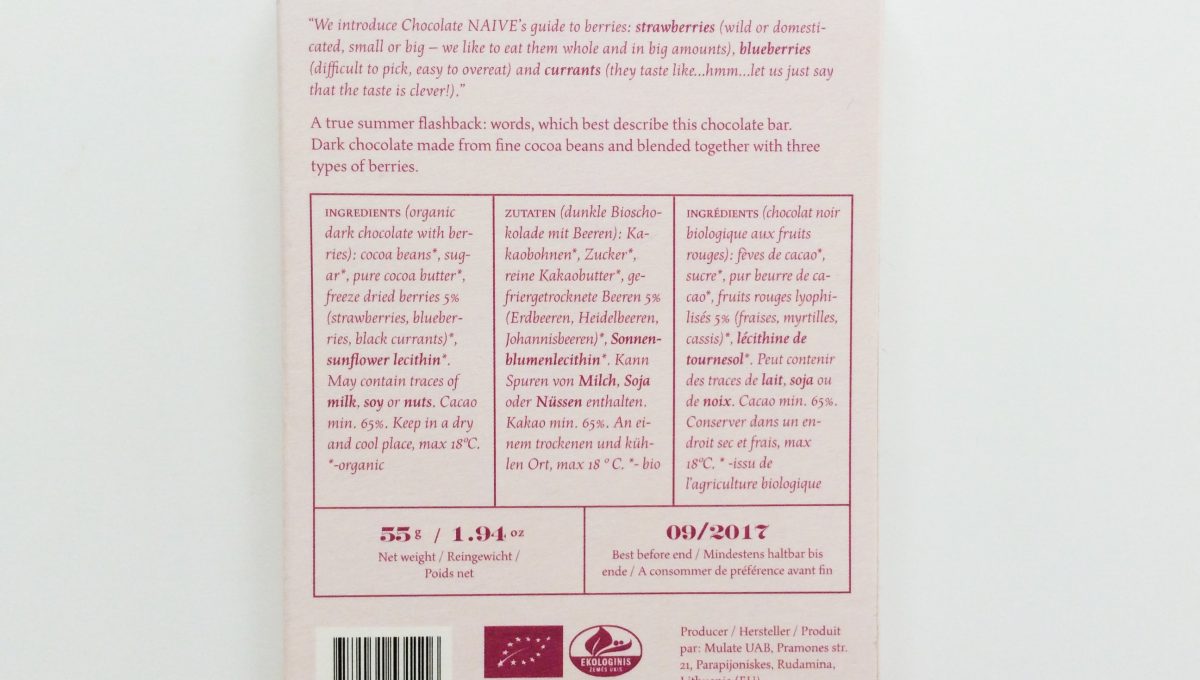 “We introduce Chocolate NAIVE’s guide to berries: strawberries (wild or domesti-
cated, small or big – we like to eat them whole and in big amounts), blueberries
(difficult to pick, easy to overeat) and currants (they taste like...hmm...let us just say
that the taste is clever!).”
A true summer flashback: words, which best describe this chocolate bar.
Dark chocolate made from fine cocoa beans and blended together with three
types of berries.
INGREDIENTS (organic
dark chocolate with ber-
ries): cocoa beans*, sug-
ar*, pure cocoa butter*,
freeze dried berries 5%
(strawberries, blueber-
ries, black currants)*,
sunflower lecithin*.
May contain traces of
milk, soy or nuts. Cacao
min. 65%. Keep in a dry
and cool place, max 18ºC.
*-organic
ZUTATEN (dunkle Biosch­o-
kolade mit Beeren): Ka-
kaobohnen*, Zucker*,
reine Kakaobutter*, ge-
friergetrocknete Beeren 5%
(Erdbeeren, Heidelbeeren,
Johannisbeeren)*, Sonnen-
blumenlecithin*. Kann
Spuren von Milch, Soja
oder Nüssen enthalten.
Kakao min. 65%. An ei-
nem trockenen und küh-
len Ort, max 18 º C. *- bio
INGRÉDIENTS (chocolat noir
biologique aux fruits
rouges): fèves de cacao*,
sucre*, pur beurre de ca-
cao*, fruits rouges lyophi-
lisés 5% (fraises, myrtilles,
cassis)*, lécithine de
tournesol*. Peut contenir
des traces de lait, soja ou
de noix. Cacao min. 65%.
Conserver dans un en-
droit sec et frais, max
18ºC. * -issu de
l’agriculture biologique
55 g / 1.94 oz
Net weight / Reingewicht /
Poids net
09/2017
Best before end / Mindestens haltbar bis
ende / A consommer de préférence avant fin
EKOLOGINIS
ŽEMĖS ŪKIS
Producer / Hersteller / Produit
par: Mulate UAB, Pramones str.
21, Parapijoniskes, Rudamina,
Lithuania (EU)